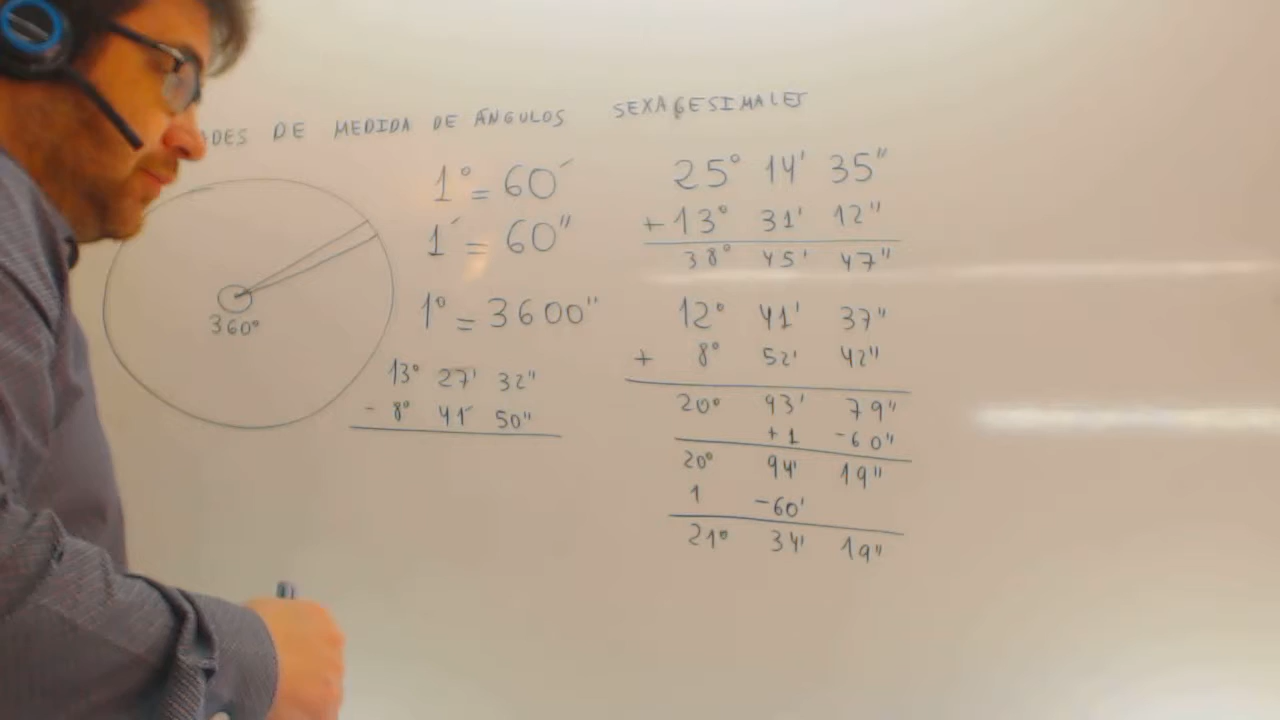 DES DE MEDIDA DE ÁNGULOS SEXAGESIMALES
1° = 60´
1´ = 60"
1° = 3600"
360°
13° 27' 32"
- 8° 41' 50"
25° 14' 35"
+ 13° 31' 12"
38° 45' 47"
12° 41' 37"
+ 8° 52' 42"
20° 93' 79"
+1 -60"
20° 94' 19"
1 -60'
21° 34' 19"